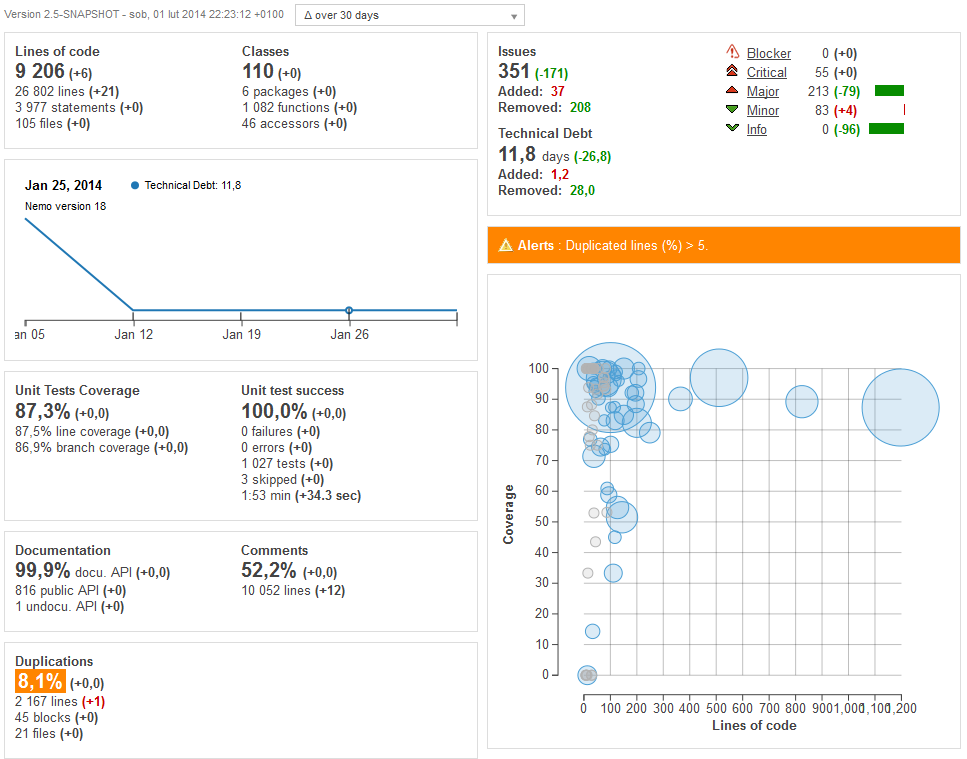 Version 2.5-SNAPSHOT - sob, 01 lut 2014 22:23:12 +0100
Δ over 30 days
Lines of code
9 206 (+6)
26 802 lines (+21)
3 977 statements (+0)
105 files (+0)
Classes
110 (+0)
6 packages (+0)
1 082 functions (+0)
46 accessors (+0)
Jan 25, 2014
Technical Debt: 11,8
Nemo version 18
an 05
Jan 12
Jan 19
Jan 26
Unit Tests Coverage
87,3% (+0,0)
87,5% line coverage (+0,0)
86,9% branch coverage (+0,0)
Unit test success
100,0% (+0,0)
0 failures (+0)
0 errors (+0)
1 027 tests (+0)
3 skipped (+0)
1:53 min (+34.3 sec)
Documentation
99,9% docu. API (+0,0)
816 public API (+0)
1 undocu. API (+0)
Comments
52,2% (+0,0)
10 052 lines (+12)
Duplications
8,1% (+0,0)
2 167 lines (+1)
45 blocks (+0)
21 files (+0)
Issues
351 (-171)
Added: 37
Removed: 208
Technical Debt
11,8 days (-26,8)
Added: 1,2
Removed: 28,0
Blocker 0 (+0)
Critical 55 (+0)
Major 213 (-79)
Minor 83 (+4)
Info 0 (-96)
Alerts : Duplicated lines (%) > 5.
Coverage
100
90
80
70
60
50
40
30
20
10
0
0 100 200 300 400 500 600 700 800 900 1,000 1,100 1,200
Lines of code